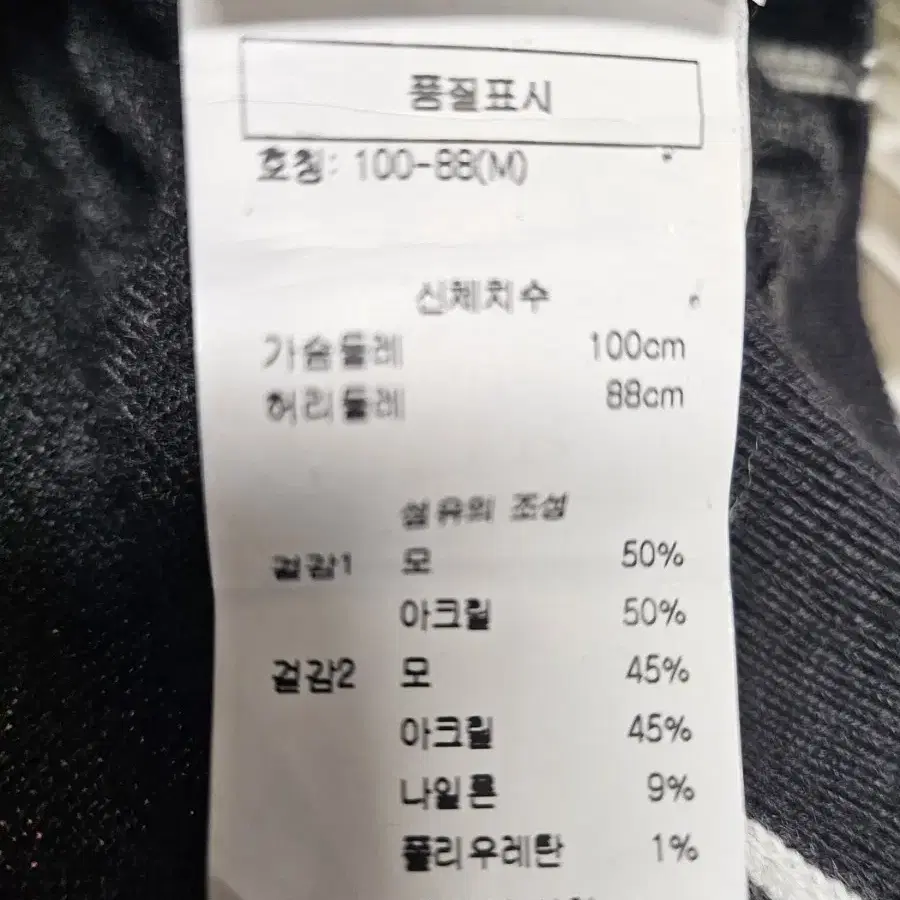 품질표시
호칭: 100-88(M)
신체치수
가슴둘레 100cm
허리둘레 88cm
섬유의 조성
겉감1 모 50%
아크릴 50%
겉감2 모 45%
아크릴 45%
나일론 9%
폴리우레탄 1%